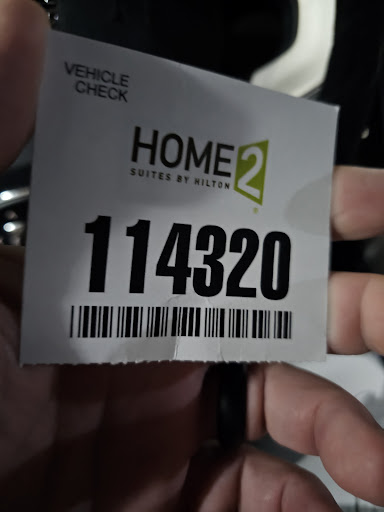 VEHICLE
CHECK
HOME2
SUITES BY HILTON
114320